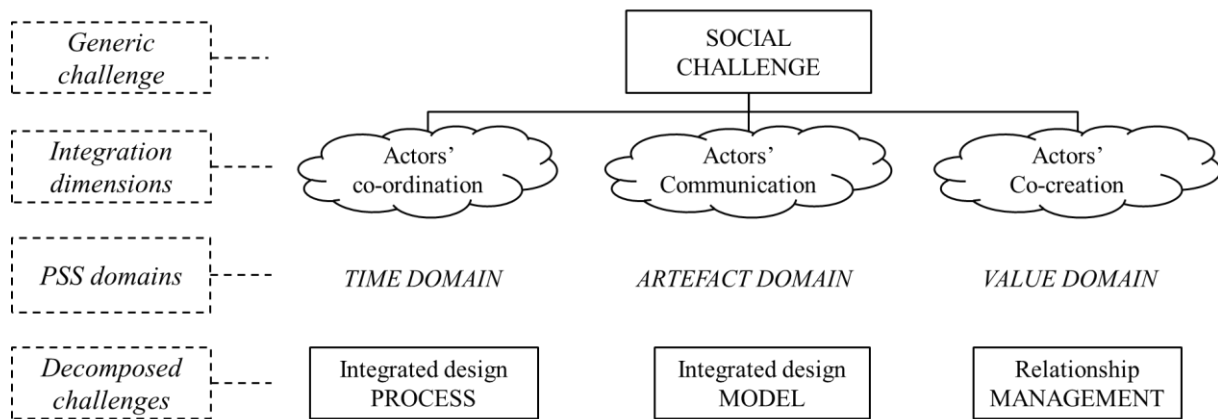 Generic
challenge
SOCIAL
CHALLENGE
Integration
dimensions
Actors’
co-ordination
Actors’
Communication
Actors’
Co-creation
PSS domains
TIME DOMAIN
ARTEFACT DOMAIN
VALUE DOMAIN
Decomposed
challenges
Integrated design
PROCESS
Integrated design
MODEL
Relationship
MANAGEMENT